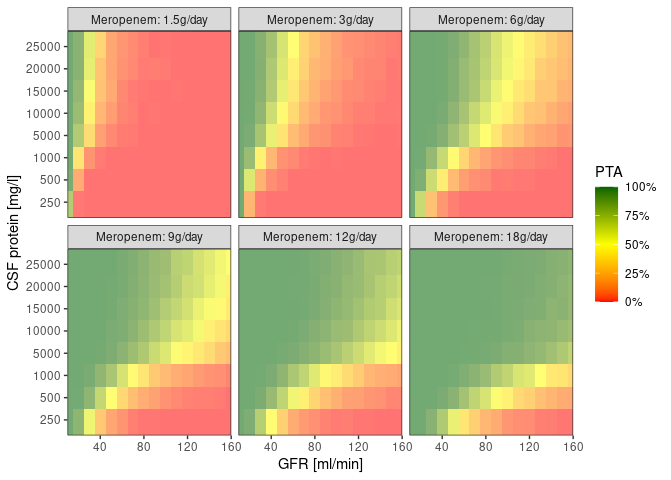 Meropenem: 1.5g/day
Meropenem: 3g/day
Meropenem: 6g/day
25000
20000
15000
10000
5000
1000
500
250
Meropenem: 9g/day
Meropenem: 12g/day
Meropenem: 18g/day
25000
20000
15000
10000
5000
1000
500
250
40 80 120 160
40 80 120 160
40 80 120 160
GFR [ml/min]
CSF protein [mg/l]
PTA
100%
75%
50%
25%
0%